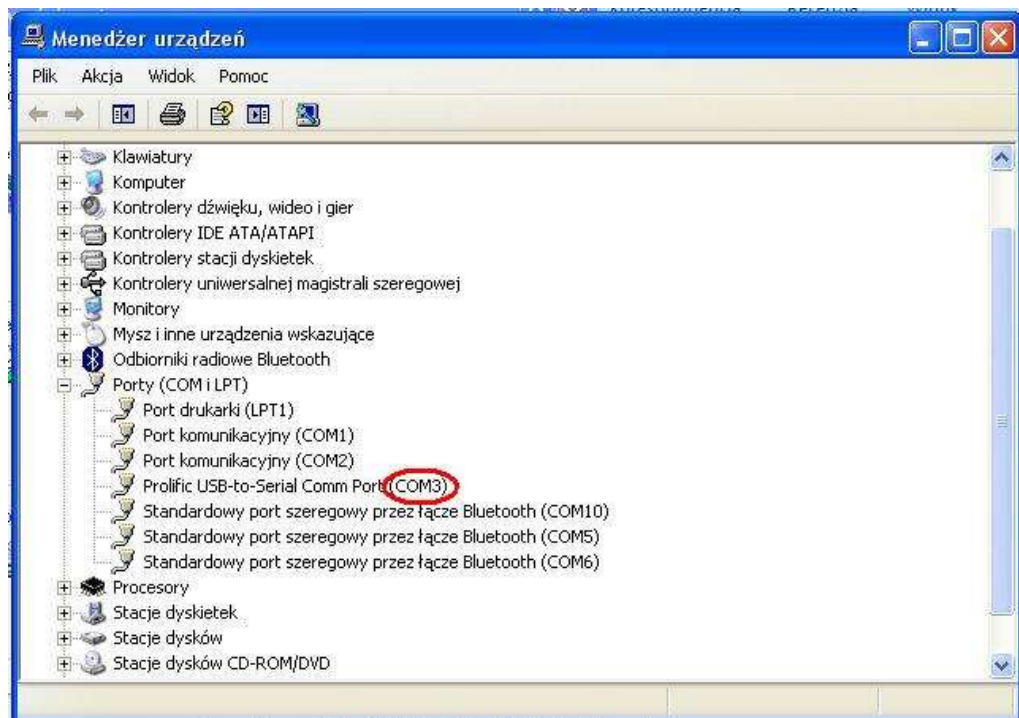 Menedżer urządzeń
Plik Akcja Widok Pomoc
Klawiatury
Komputer
Kontrolery dźwięku, wideo i gier
Kontrolery IDE ATA/ATAPI
Kontrolery stacji dyskietek
Kontrolery uniwersalnej magistrali szeregowej
Monitory
Mysz i inne urządzenia wskazujące
Odbiorniki radiowe Bluetooth
Porty (COM i LPT)
Port drukarki (LPT1)
Port komunikacyjny (COM1)
Port komunikacyjny (COM2)
Prolific USB-to-Serial Comm Port (COM3)
Standardowy port szeregowy przez łącze Bluetooth (COM10)
Standardowy port szeregowy przez łącze Bluetooth (COM5)
Standardowy port szeregowy przez łącze Bluetooth (COM6)
Procesory
Stacje dyskietek
Stacje dysków
Stacje dysków CD-ROM/DVD